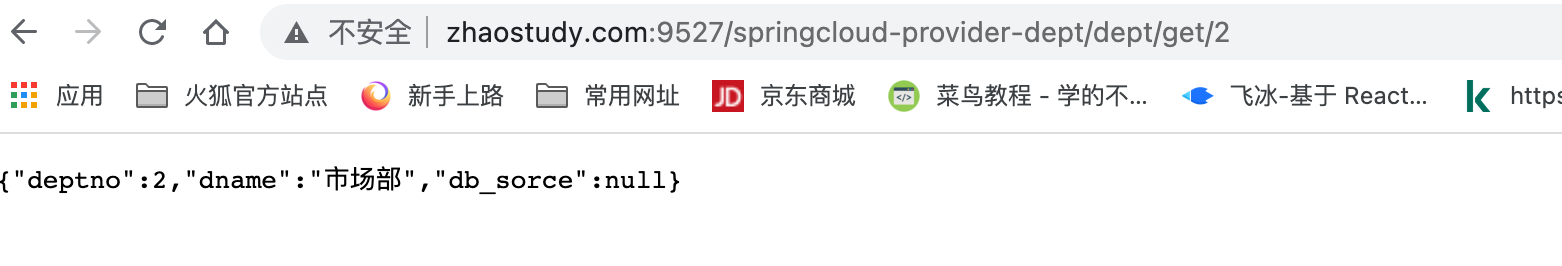 不安全 zhaostudy.com:9527/springcloud-provider-dept/dept/get/2
应用 火狐官方站点 新手上路 常用网址 JD 京东商城 </> 菜鸟教程 - 学的不... 飞冰-基于 React... k https
{"deptno":2,"dname":"市场部","db_sorce":null}